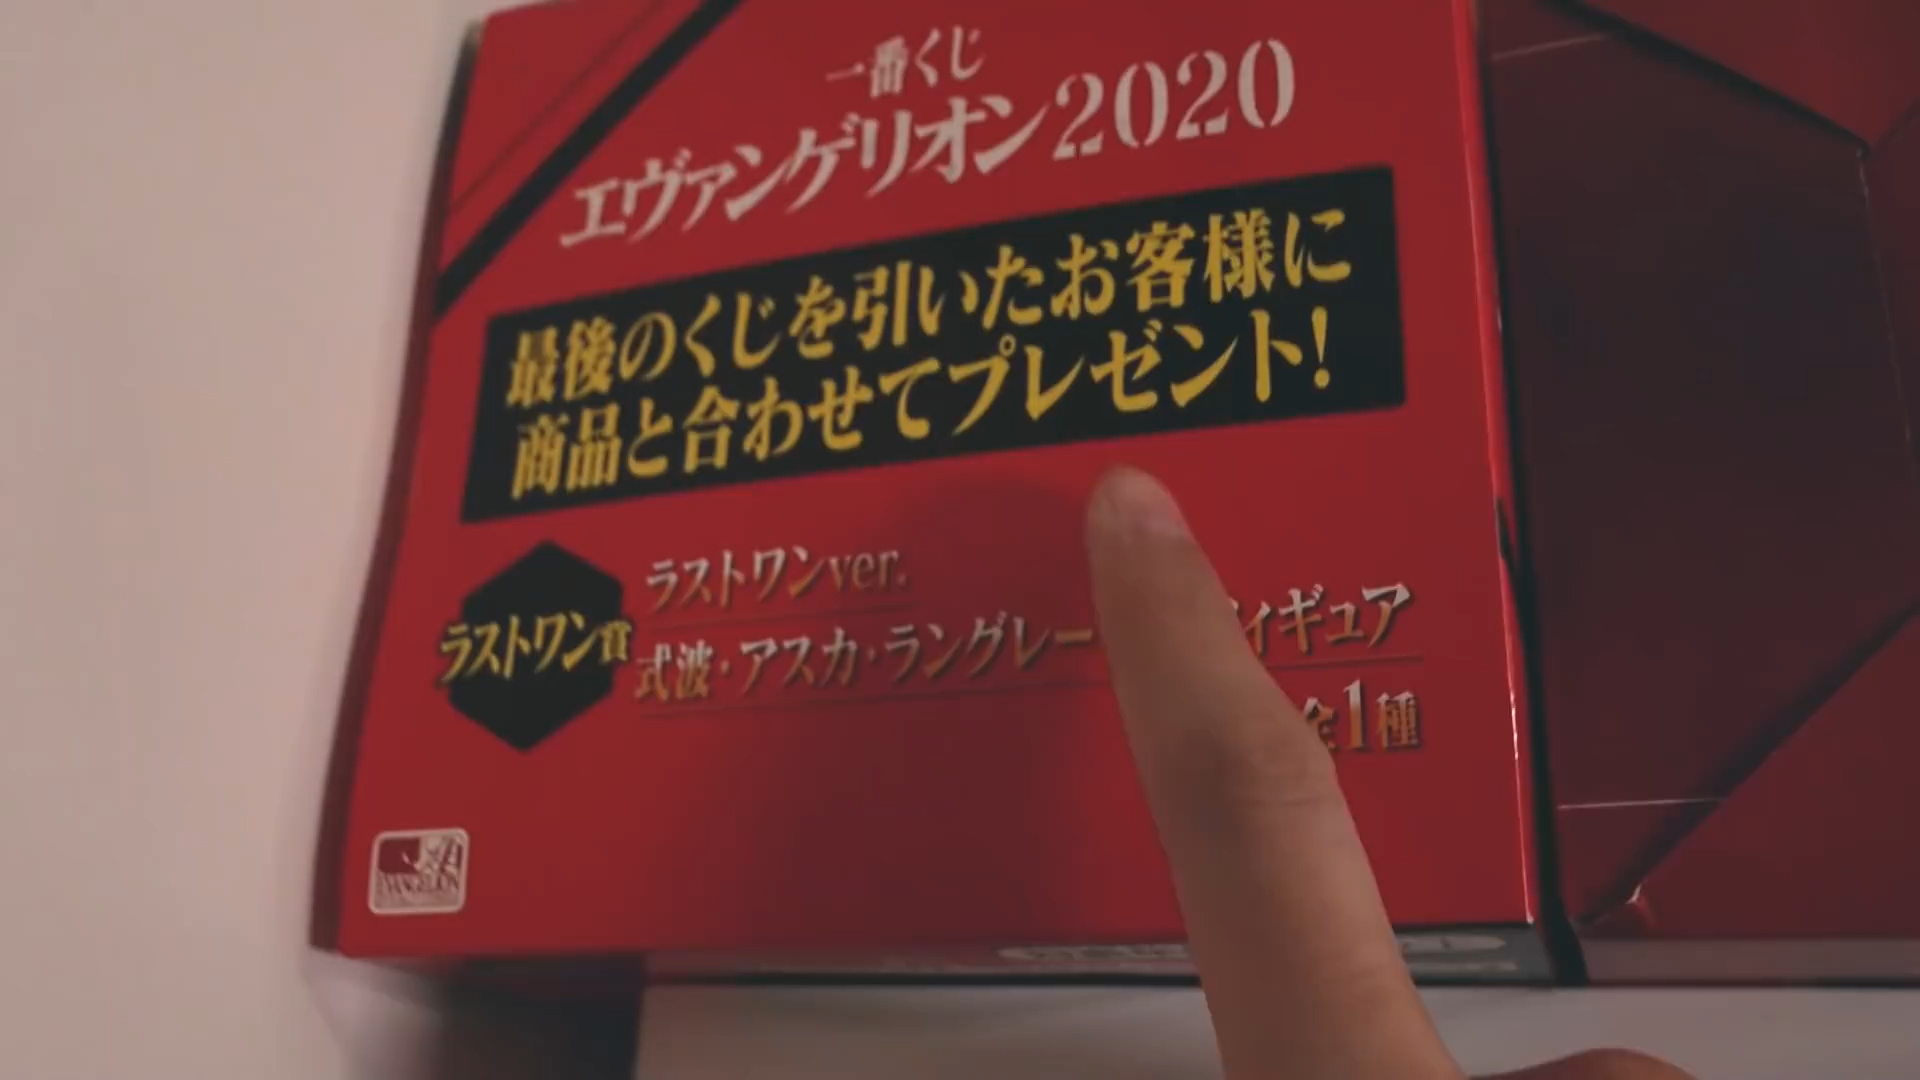 一番くじ
エヴァンゲリオン2020
最後のくじを引いたお客様に
商品と合わせてプレゼント!
ラストワン賞
ラストワンver.
式波・アスカ・ラングレー
ィギュア
全1種
EVANGELION